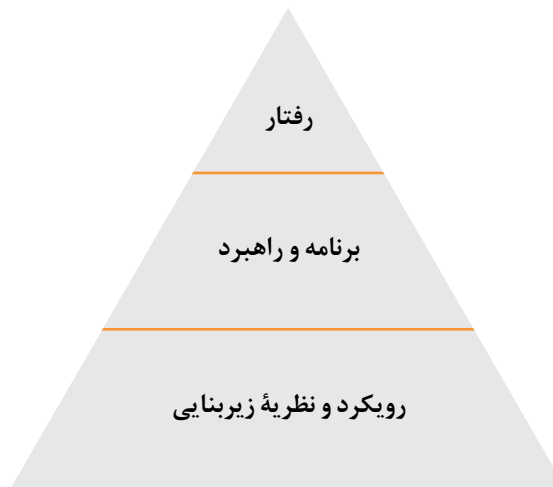 رفتار
برنامه و راهبرد
رویکرد و نظریهٔ زیربنایی